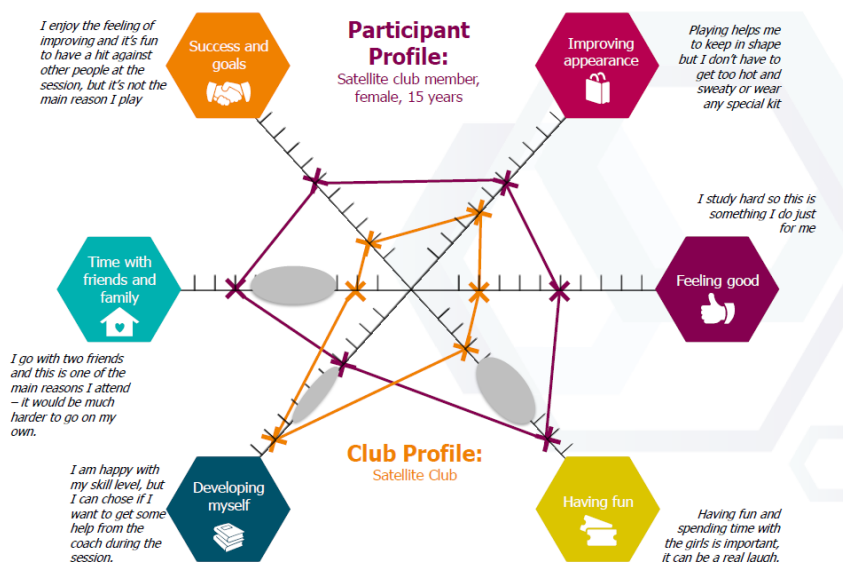 I enjoy the feeling of
improving and it's fun
to have a hit against
other people at the
session, but it's not the
main reason I play
Success and
goals
Participant
Profile:
Satellite club member,
female, 15 years
Improving
appearance
Playing helps me
to keep in shape
but I don't have to
get too hot and
sweaty or wear
any special kit
I study hard so this is
something I do just
for me
Time with
friends and
family
Feeling good
I go with two friends
and this is one of the
main reasons I attend
– it would be much
harder to go on my
own.
Club Profile:
Satellite Club
I am happy with
my skill level, but
I can chose if I
want to get some
help from the
coach during the
session.
Developing
myself
Having fun
Having fun and
spending time with
the girls is important,
it can be a real laugh.